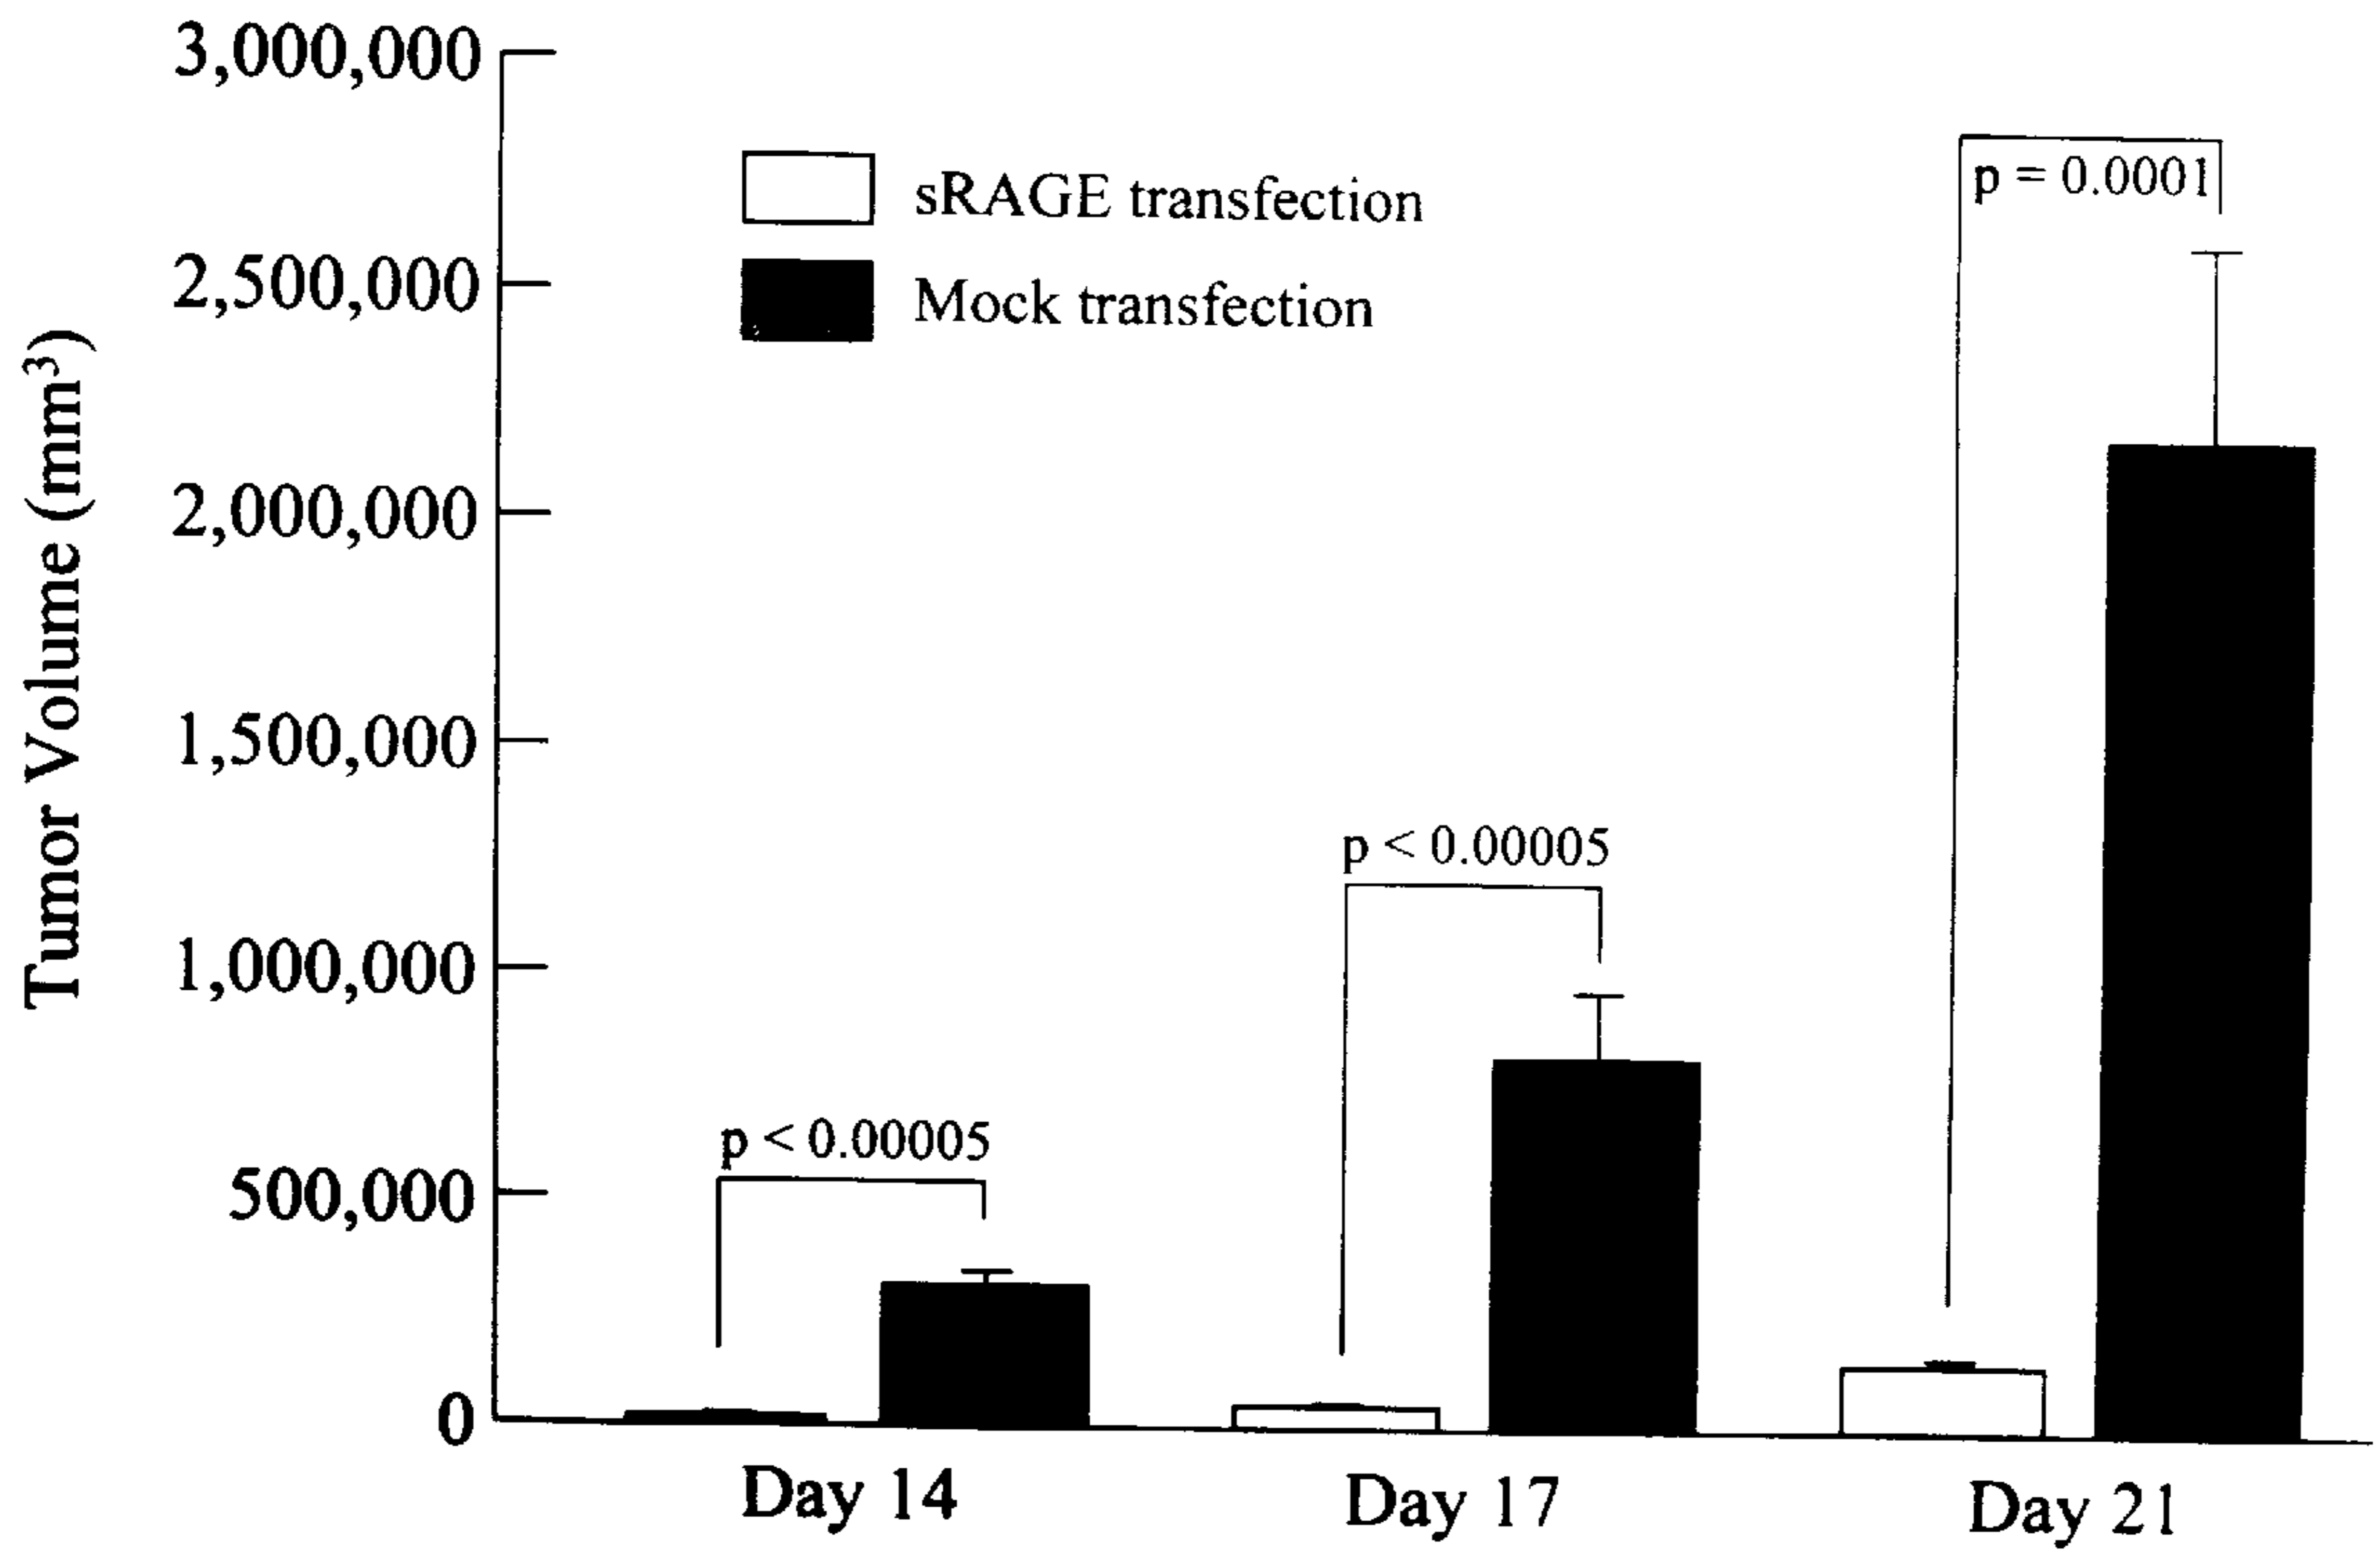 Tumor Volume (mm³)
3,000,000
2,500,000
2,000,000
1,500,000
1,000,000
500,000
0
sRAGE transfection
Mock transfection
p < 0.00005
p < 0.00005
p = 0.0001
Day 14
Day 17
Day 21